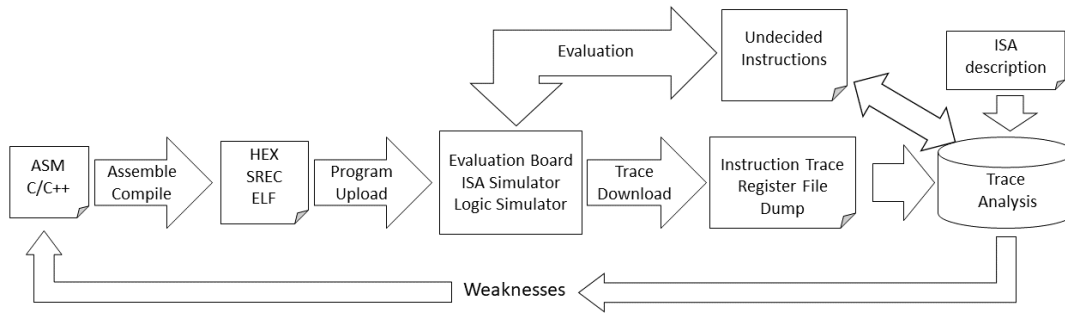 Evaluation
Undecided
Instructions
ISA
description
ASM
C/C++
Assemble
Compile
HEX
SREC
ELF
Program
Upload
Evaluation Board
ISA Simulator
Logic Simulator
Trace
Download
Instruction Trace
Register File
Dump
Trace
Analysis
Weaknesses